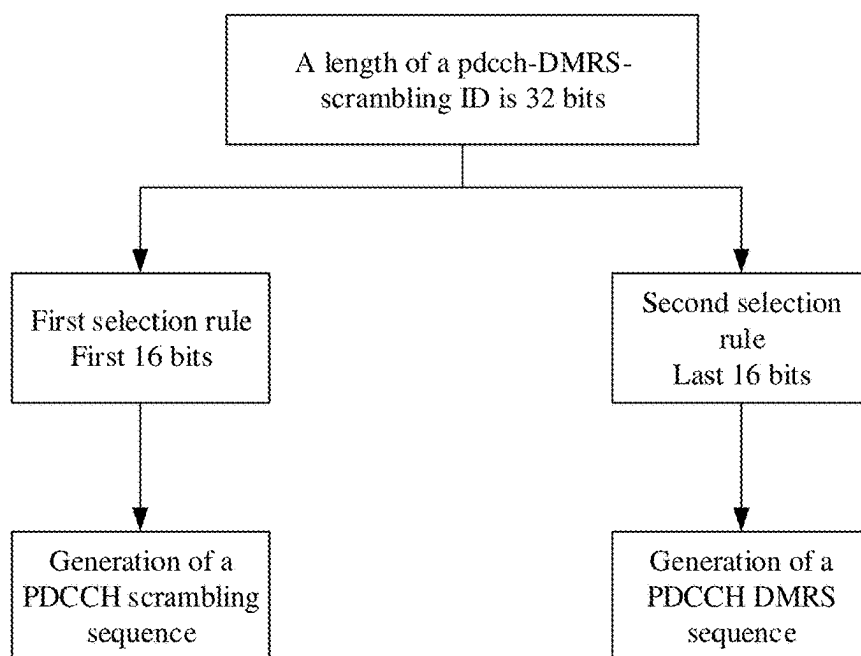 A length of a pdcch-DMRS-
scrambling ID is 32 bits
First selection rule
First 16 bits
Second selection
rule
Last 16 bits
Generation of a
PDCCH scrambling
sequence
Generation of a
PDCCH DMRS
sequence